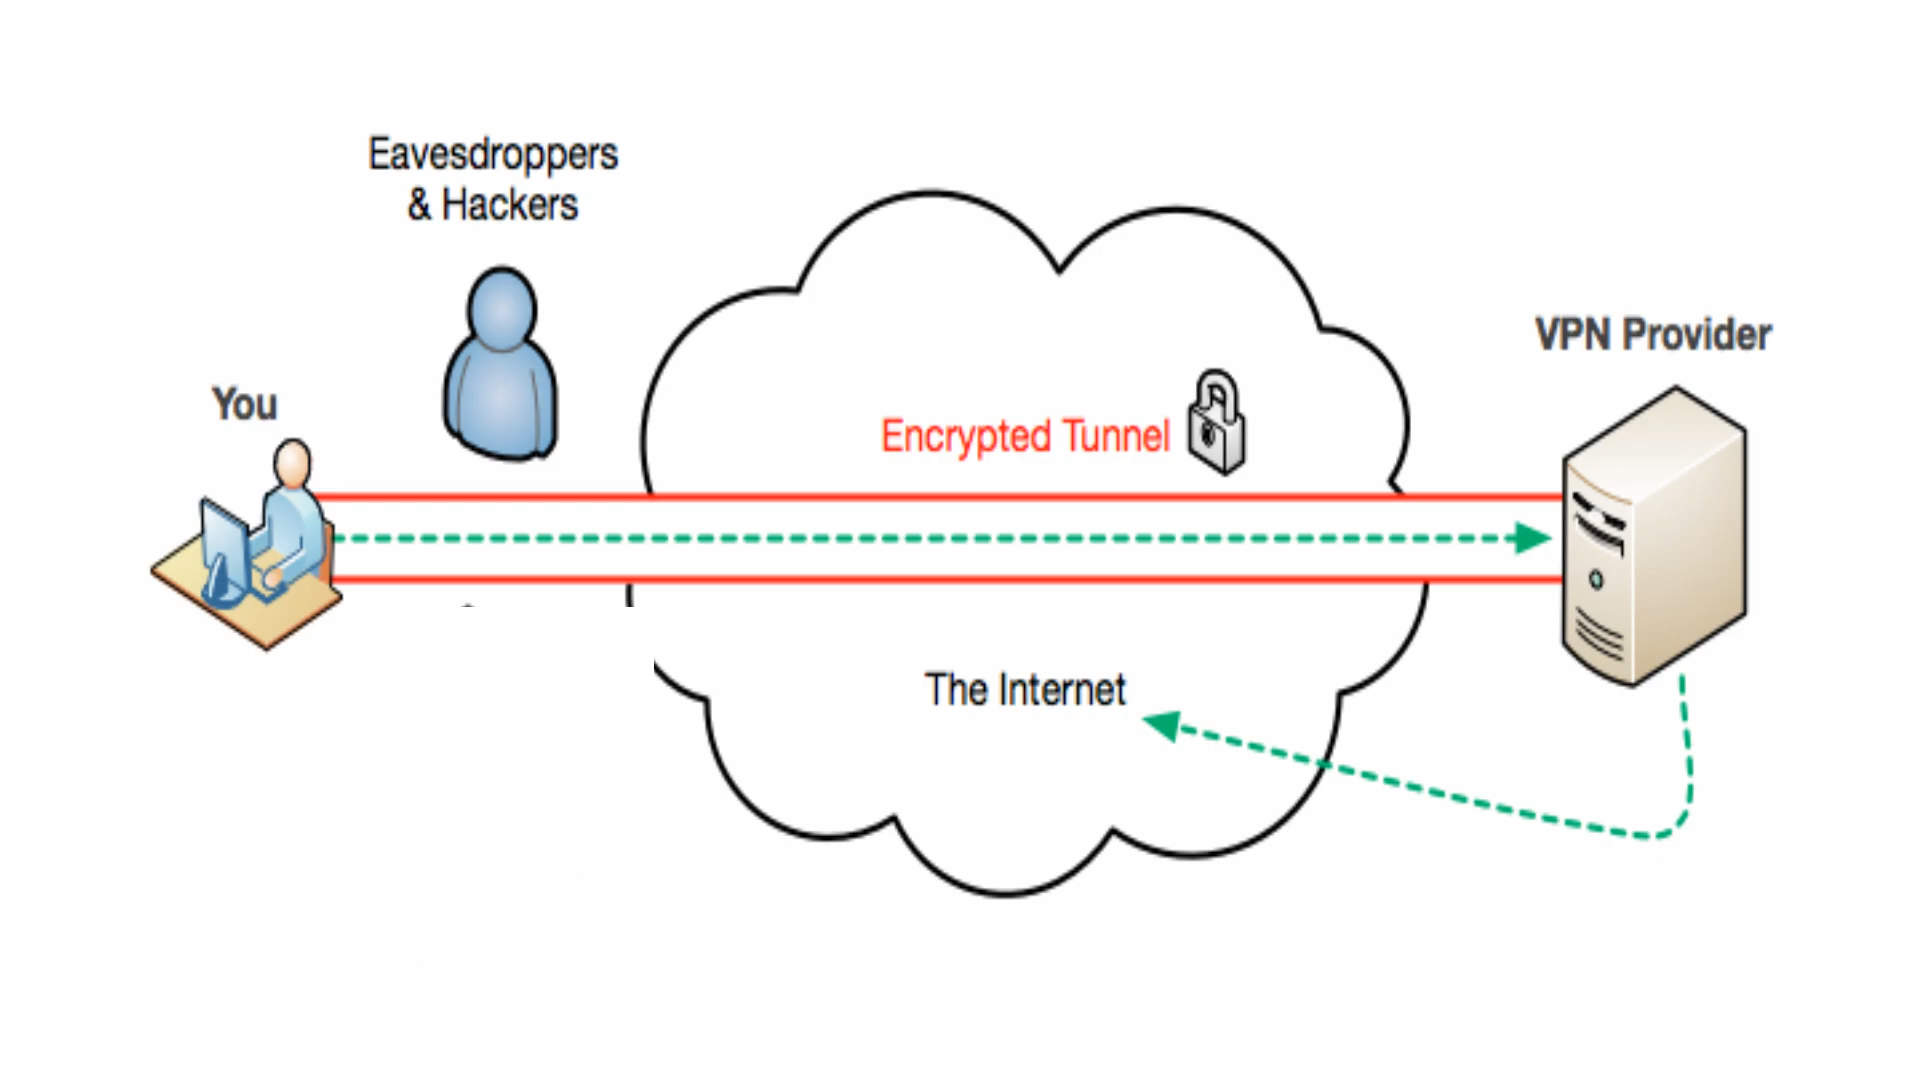 Eavesdroppers
& Hackers
You
VPN Provider
Encrypted Tunnel
The Internet